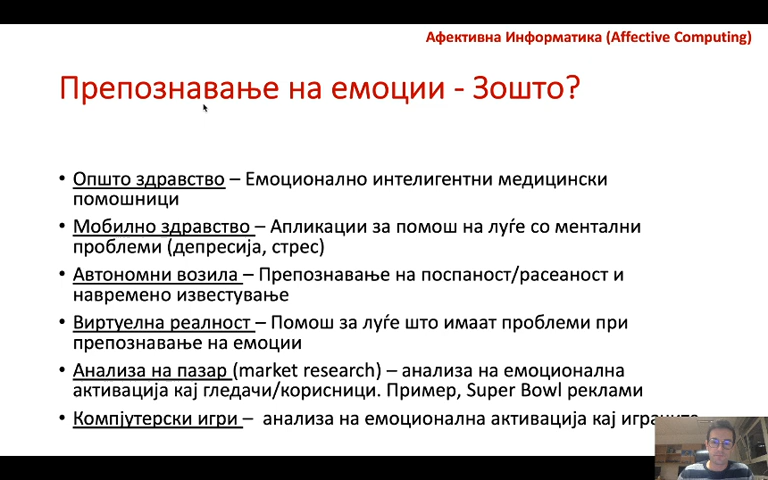 Афективна Информатика (Affective Computing)
Препознавање на емоции - Зошто?
• Општо здравство – Емоционално интелигентни медицински
помошници
• Мобилно здравство – Апликации за помош на луѓе со ментални
проблеми (депресија, стрес)
• Автономни возила – Препознавање на поспаност/расеаност и
навремено известување
• Виртуелна реалност – Помош за луѓе што имаат проблеми при
препознавање на емоции
• Анализа на пазар (market research) – анализа на емоционална
активација кај гледачи/корисници. Пример, Super Bowl реклами
• Компјутерски игри – анализа на емоционална активација кај